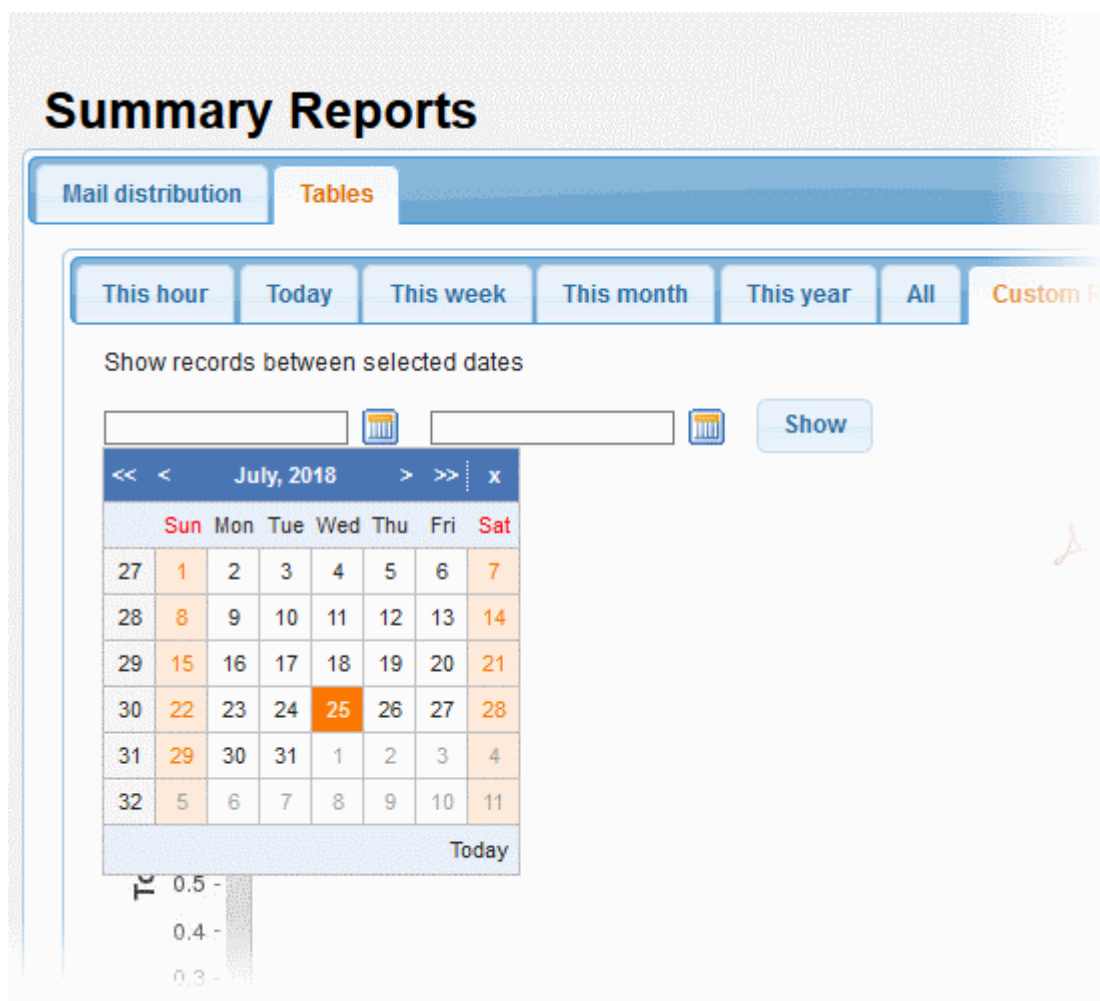 Summary Reports
Mail distribution Tables
This hour Today This week This month This year All Custom
Show records between selected dates
Show
<< < July, 2018 > >> x
Sun Mon Tue Wed Thu Fri Sat
27 1 2 3 4 5 6 7
28 8 9 10 11 12 13 14
29 15 16 17 18 19 20 21
30 22 23 24 25 26 27 28
31 29 30 31 1 2 3 4
32 5 6 7 8 9 10 11
Today
0.5
0.4
0.3